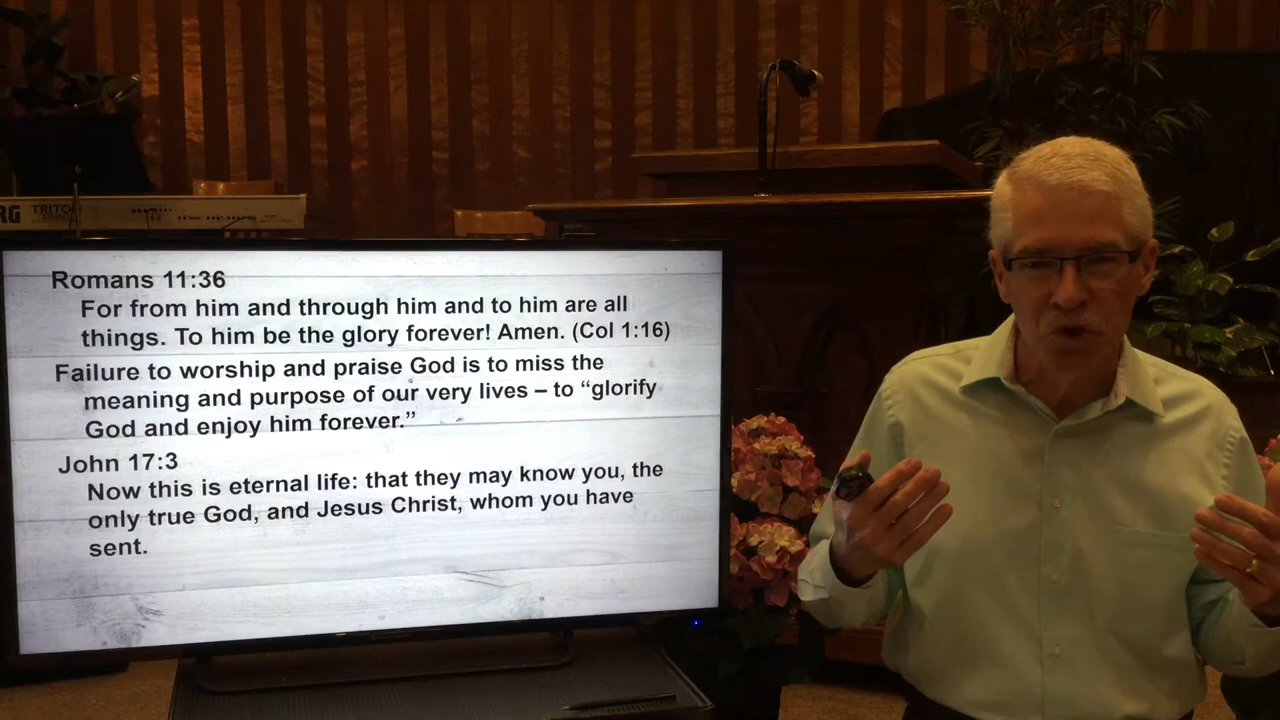 RG TRITON
Romans 11:36
For from him and through him and to him are all
things. To him be the glory forever! Amen. (Col 1:16)
Failure to worship and praise God is to miss the
meaning and purpose of our very lives – to “glorify
God and enjoy him forever.”
John 17:3
Now this is eternal life: that they may know you, the
only true God, and Jesus Christ, whom you have
sent.